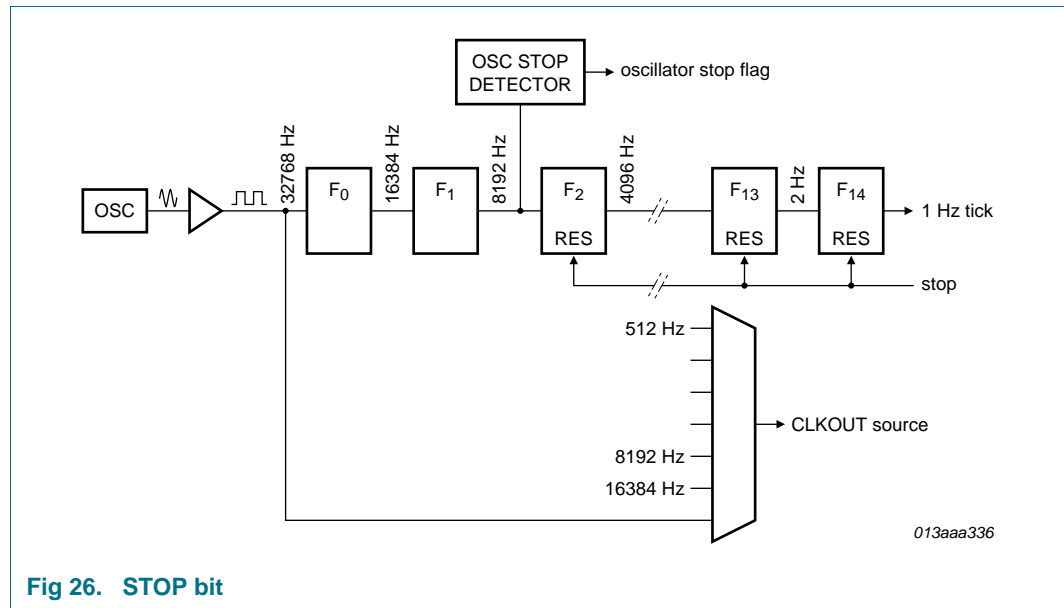 OSC STOP
DETECTOR
oscillator stop flag
32768 Hz
16384 Hz
8192 Hz
4096 Hz
2 Hz
OSC
F0
F1
F2
F13
F14
1 Hz tick
RES
RES
RES
stop
512 Hz
CLKOUT source
8192 Hz
16384 Hz
013aaa336
Fig 26. STOP bit